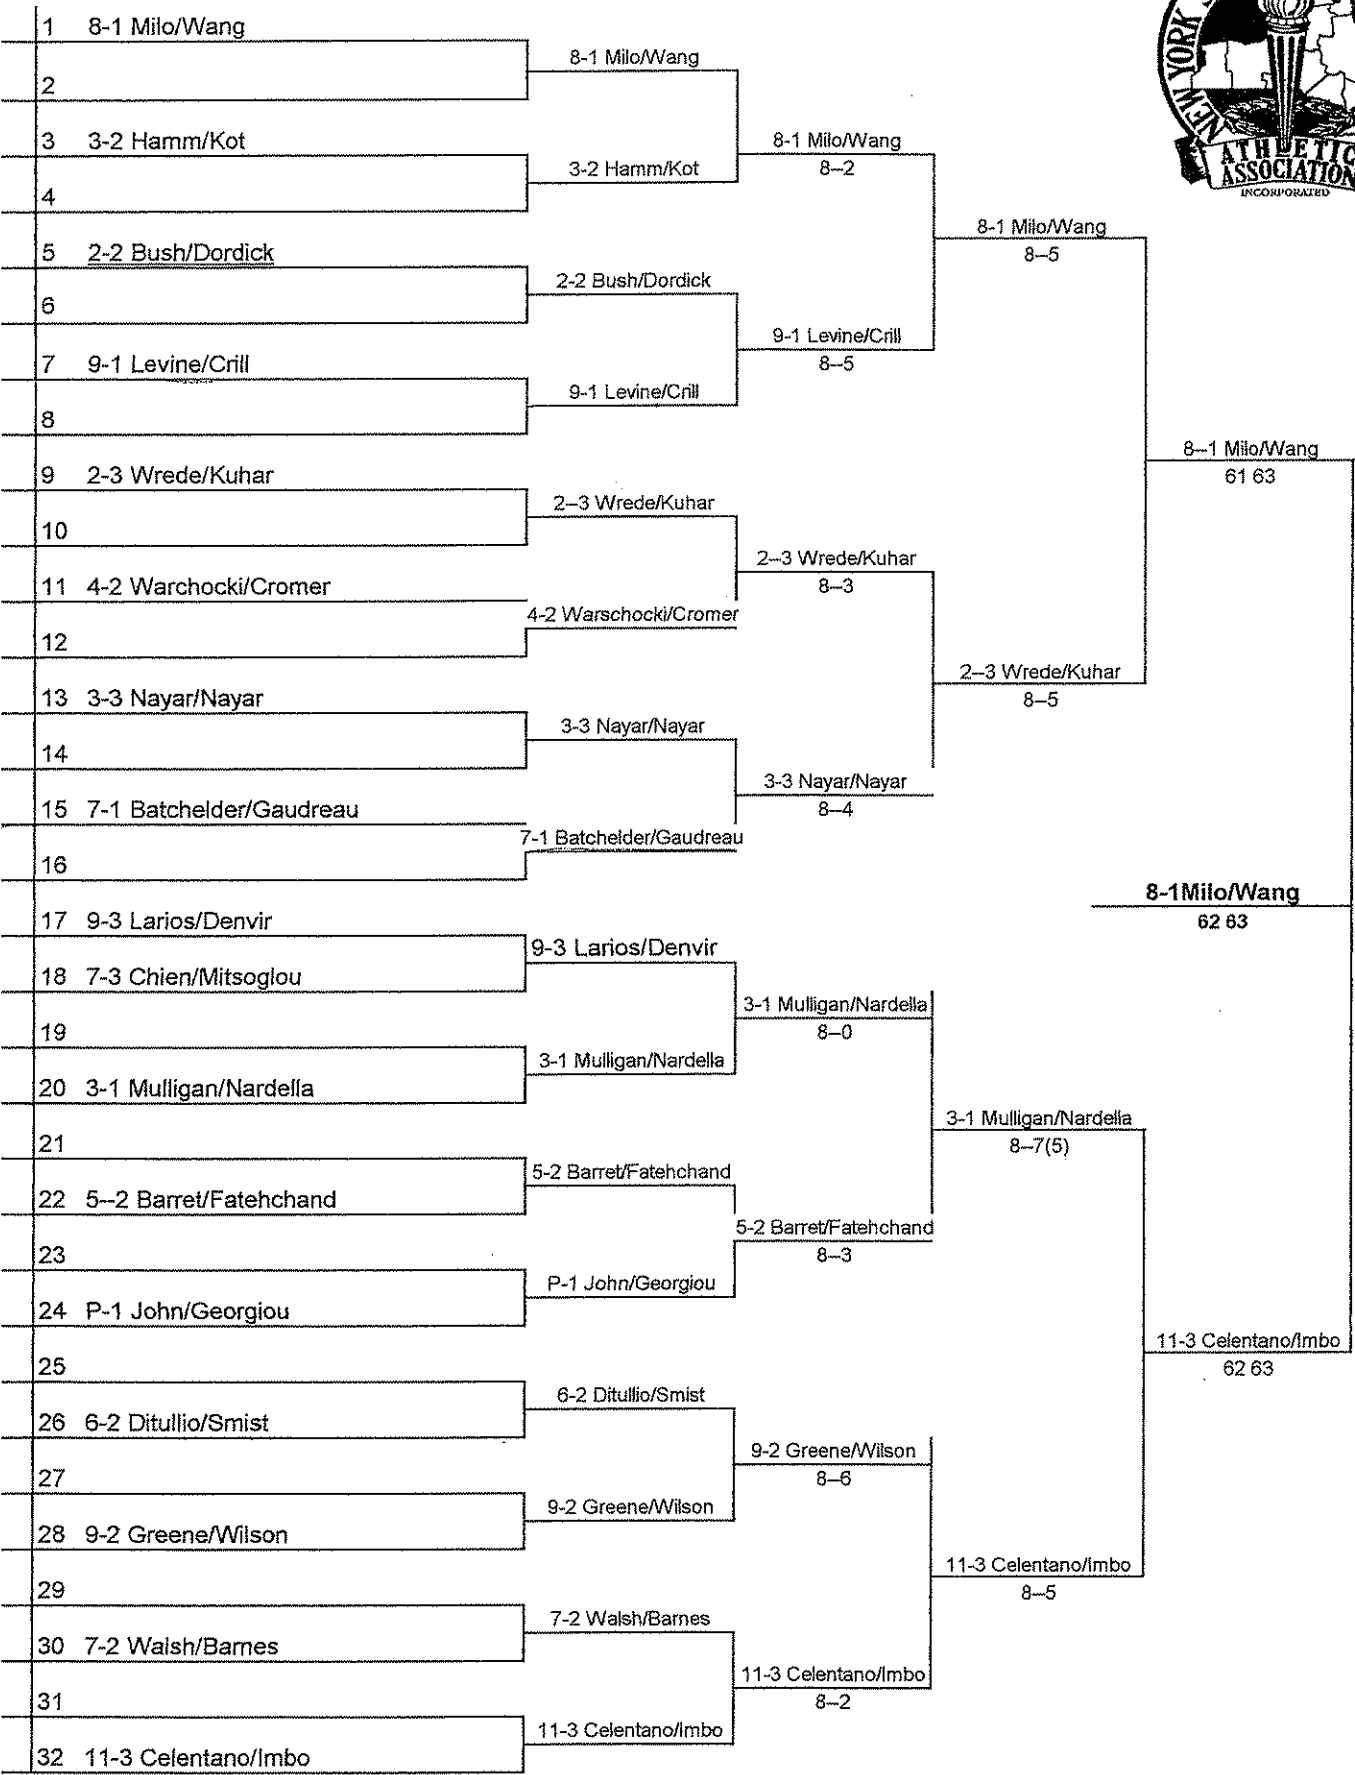 1 8-1 Milo/Wang
2
3 3-2 Hamm/Kot
4
5 2-2 Bush/Dordick
6
7 9-1 Levine/Crill
8
9 2-3 Wrede/Kuhar
10
11 4-2 Warchocki/Cromer
12
13 3-3 Nayar/Nayar
14
15 7-1 Batchelder/Gaudreau
16
17 9-3 Larios/Denvir
18 7-3 Chien/Mitsoglou
19
20 3-1 Mulligan/Nardella
21
22 5--2 Barret/Fatehchand
23
24 P-1 John/Georgiou
25
26 6-2 Ditullio/Smist
27
28 9-2 Greene/Wilson
29
30 7-2 Walsh/Barnes
31
32 11-3 Celentano/Imbo
8-1 Milo/Wang
3-2 Hamm/Kot
2-2 Bush/Dordick
9-1 Levine/Crill
2--3 Wrede/Kuhar
4-2 Warschocki/Cromer
3-3 Nayar/Nayar
7-1 Batchelder/Gaudreau
9-3 Larios/Denvir
3-1 Mulligan/Nardella
5-2 Barret/Fatehchand
P-1 John/Georgiou
6-2 Ditullio/Smist
9-2 Greene/Wilson
7-2 Walsh/Barnes
11-3 Celentano/Imbo
8-1 Milo/Wang
8--2
9-1 Levine/Crill
8--5
2--3 Wrede/Kuhar
8--3
3-3 Nayar/Nayar
8--4
3-1 Mulligan/Nardella
8--0
5-2 Barret/Fatehchand
8--3
9-2 Greene/Wilson
8--6
11-3 Celentano/Imbo
8--2
8-1 Milo/Wang
8--5
2--3 Wrede/Kuhar
8--5
3-1 Mulligan/Nardella
8--7(5)
11-3 Celentano/Imbo
8--5
8--1 Milo/Wang
61 63
11-3 Celentano/Imbo
62 63
8-1Milo/Wang
62 63
NEW YORK
ATHLETIC
ASSOCIATION
INCORPORATED